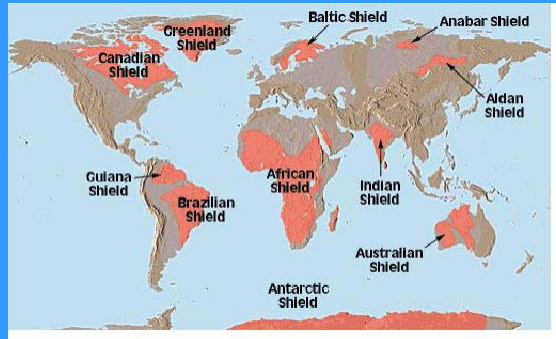 Baltic Shield
Anabar Shield
Greenland
Shield
Canadian
Shield
Aldan
Shield
Guiana
Shield
Brazilian
Shield
African
Shield
Indian
Shield
Australian
Shield
Antarctic
Shield